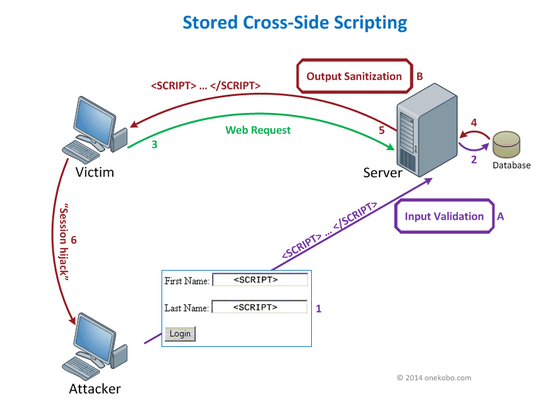 Stored Cross-Side Scripting
<SCRIPT> ... </SCRIPT>
Output Sanitization
B
Web Request
3
5
4
2
Victim
Server
Database
Input Validation
A
<SCRIPT> ... </SCRIPT>
"Session hijack"
6
First Name:
<SCRIPT>
Last Name:
<SCRIPT>
1
Login
Attacker
© 2014 onekobo.com